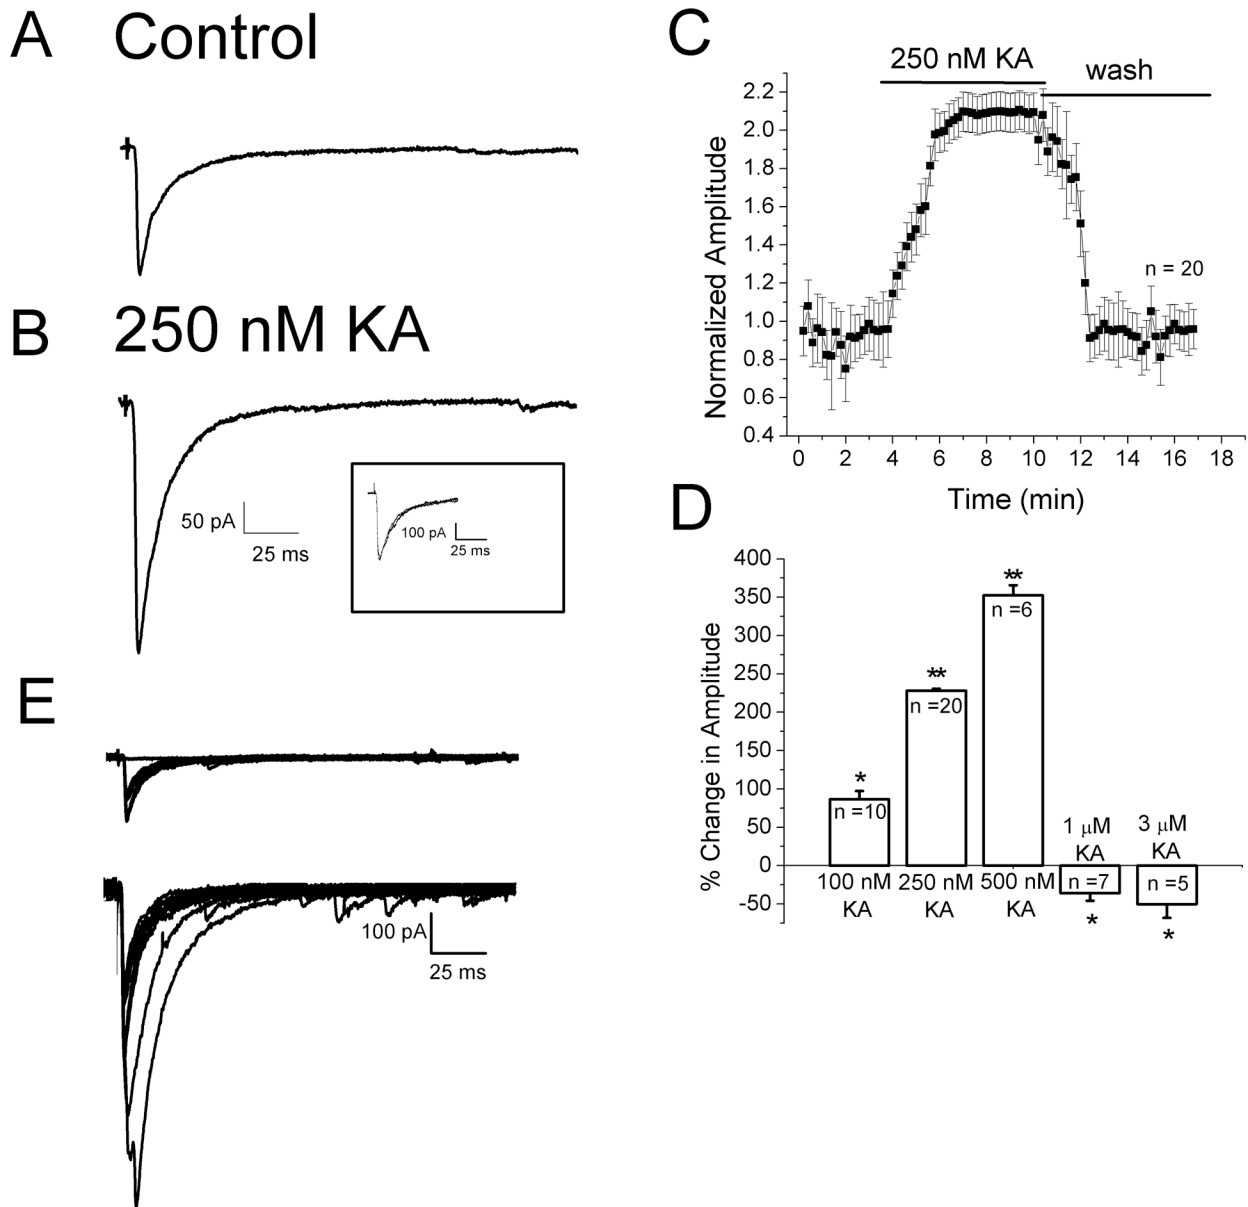 A Control
B 250 nM KA
50 pA
25 ms
100 pA
25 ms
E
100 pA
25 ms
C
250 nM KA
wash
2.2
2.0
1.8
1.6
1.4
1.2
1.0
0.8
0.6
0.4
Normalized Amplitude
n = 20
0 2 4 6 8 10 12 14 16 18
Time (min)
D
400
350
300
250
200
150
100
50
0
-50
% Change in Amplitude
*
n =10
**
n =20
**
n =6
1 μM
KA
3 μM
KA
n =7
n =5
*
*
100 nM
KA
250 nM
KA
500 nM
KA